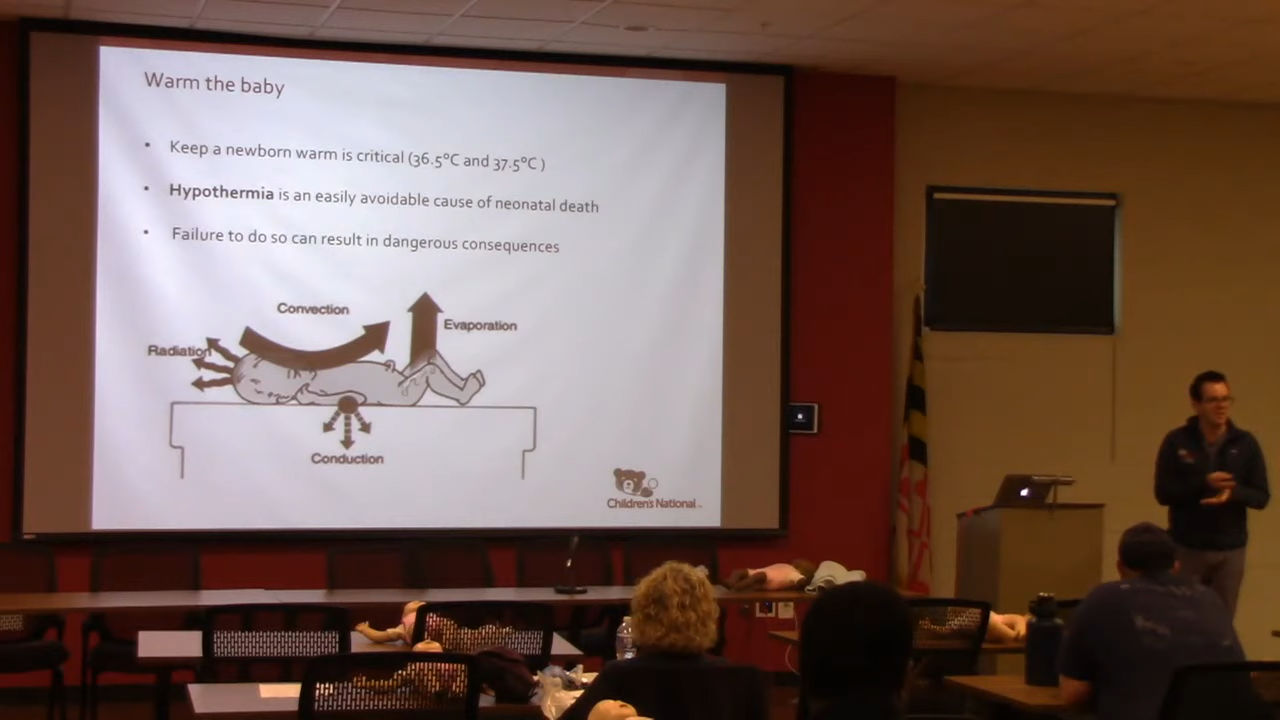 Warm the baby
• Keep a newborn warm is critical (36.5°C and 37.5°C )
• Hypothermia is an easily avoidable cause of neonatal death
• Failure to do so can result in dangerous consequences
Convection
Evaporation
Radiation
Conduction
Children's National